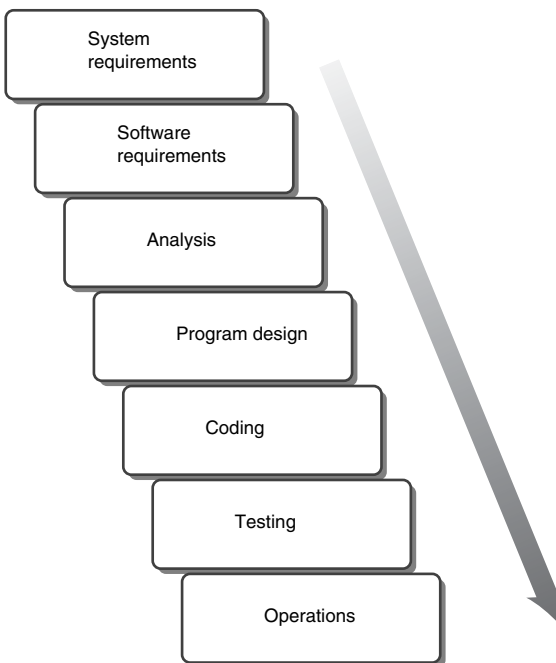 System
requirements
Software
requirements
Analysis
Program design
Coding
Testing
Operations